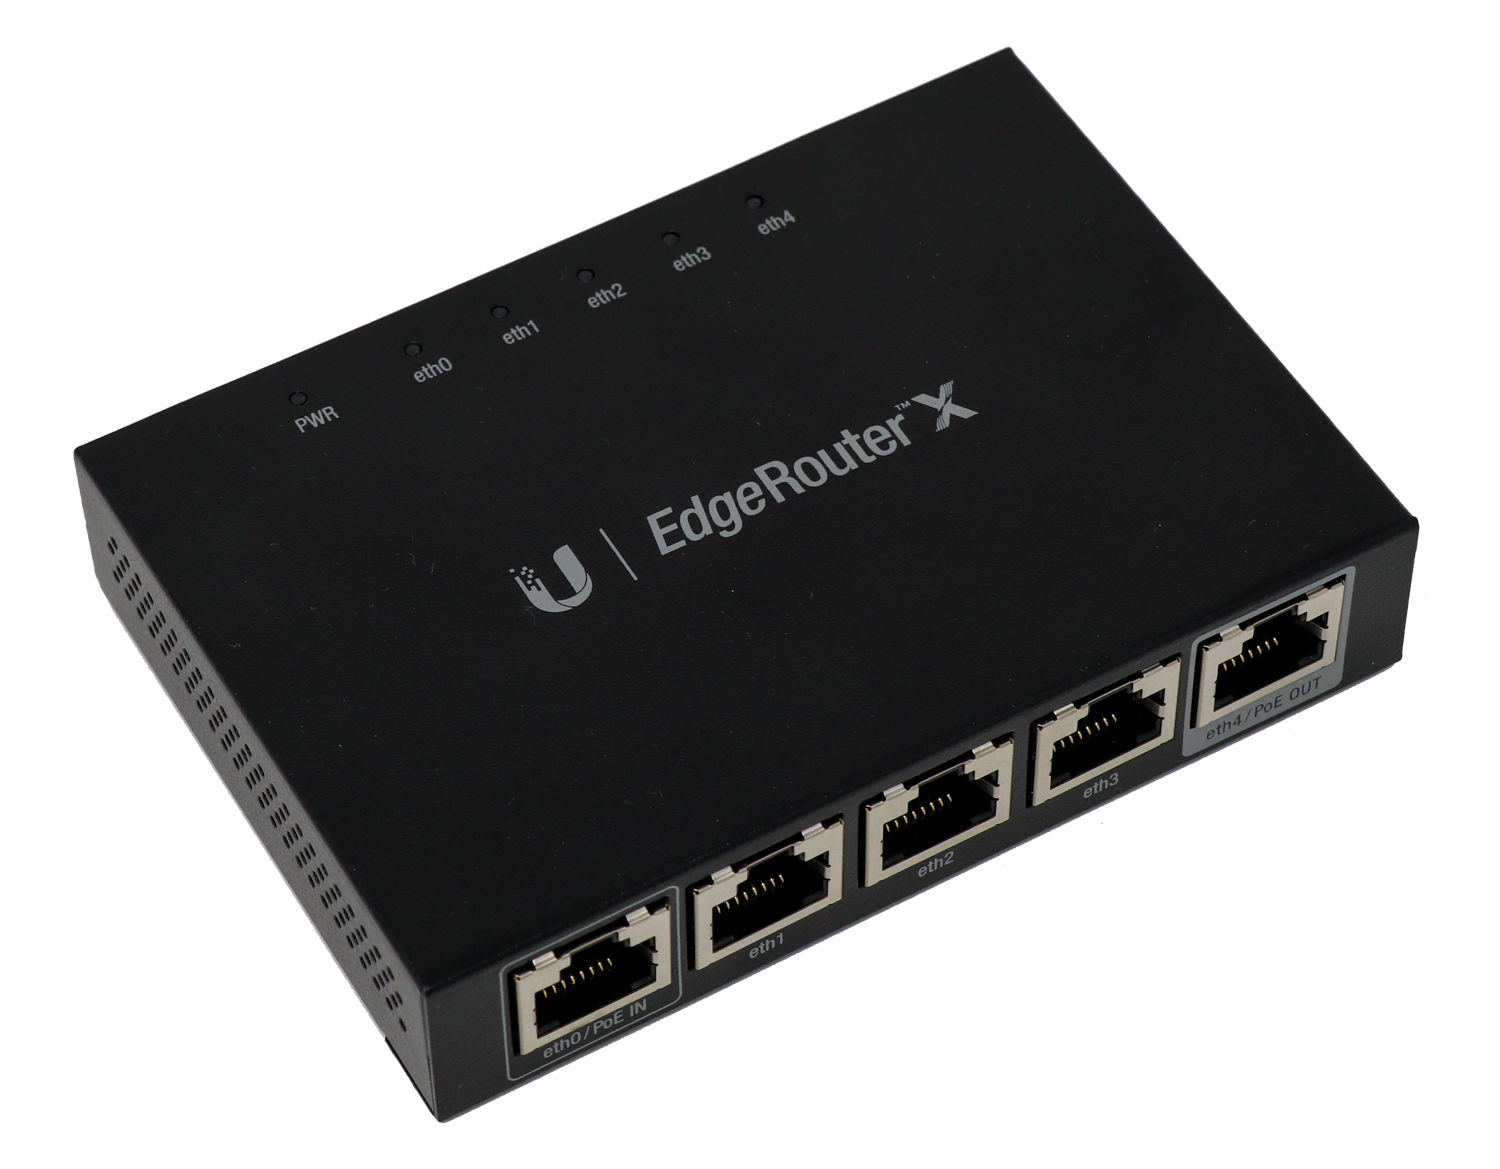 PWR eth0 eth1 eth2 eth3 eth4
U | EdgeRouter™ X
eth0/PoE IN eth1 eth2 eth3 eth4/PoE OUT